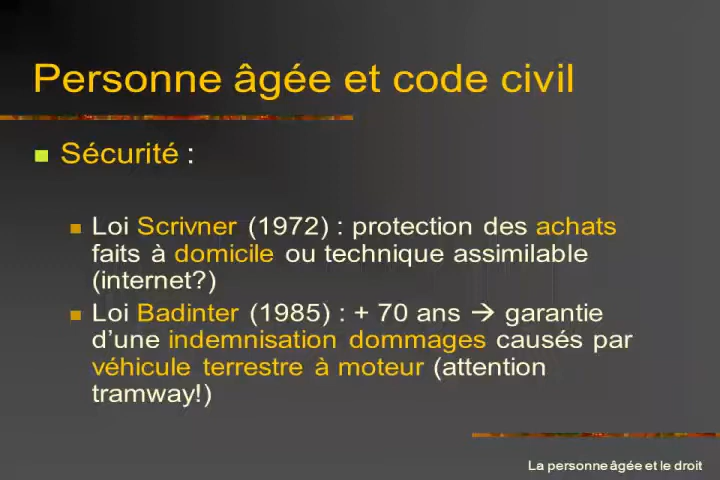 Personne âgée et code civil
Sécurité :
Loi Scrivner (1972) : protection des achats
faits à domicile ou technique assimilable
(internet?)
Loi Badinter (1985) : + 70 ans → garantie
d’une indemnisation dommages causés par
véhicule terrestre à moteur (attention
tramway!)
La personne âgée et le droit